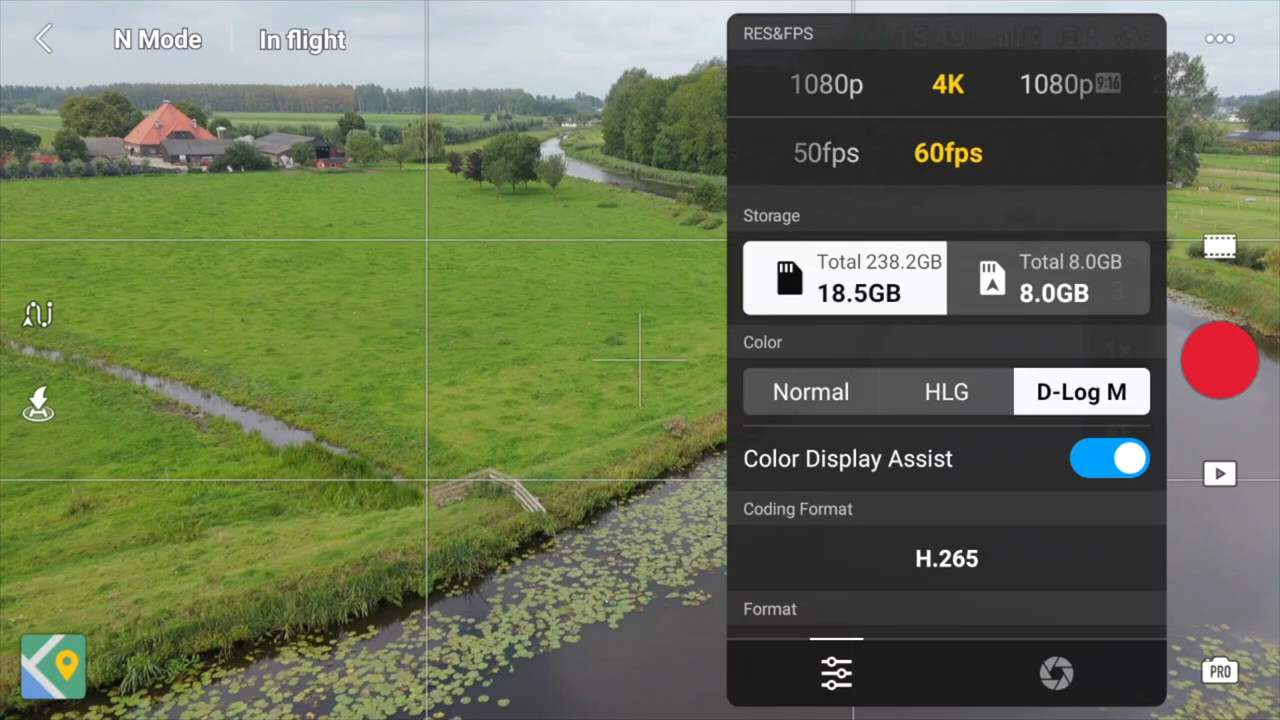 N Mode
In flight
RES&FPS
1080p 4K 1080p 9:16
50fps 60fps
Storage
Total 238.2GB
18.5GB
Total 8.0GB
8.0GB
Color
Normal HLG D-Log M
Color Display Assist
Coding Format
H.265
Format
PRO